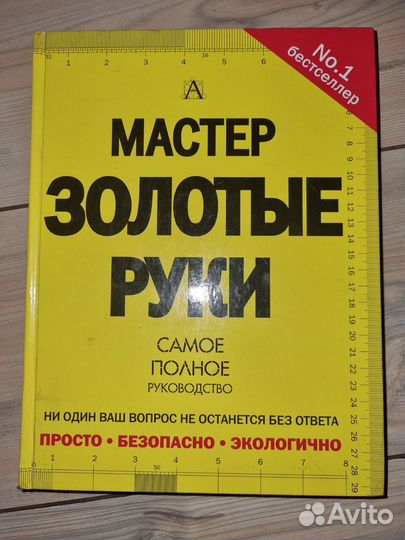 No.1
бестселлер
А
МАСТЕР
ЗОЛОТЫЕ
РУКИ
САМОЕ
ПОЛНОЕ
РУКОВОДСТВО
НИ ОДИН ВАШ ВОПРОС НЕ ОСТАНЕТСЯ БЕЗ ОТВЕТА
ПРОСТО • БЕЗОПАСНО • ЭКОЛОГИЧНО
Avito